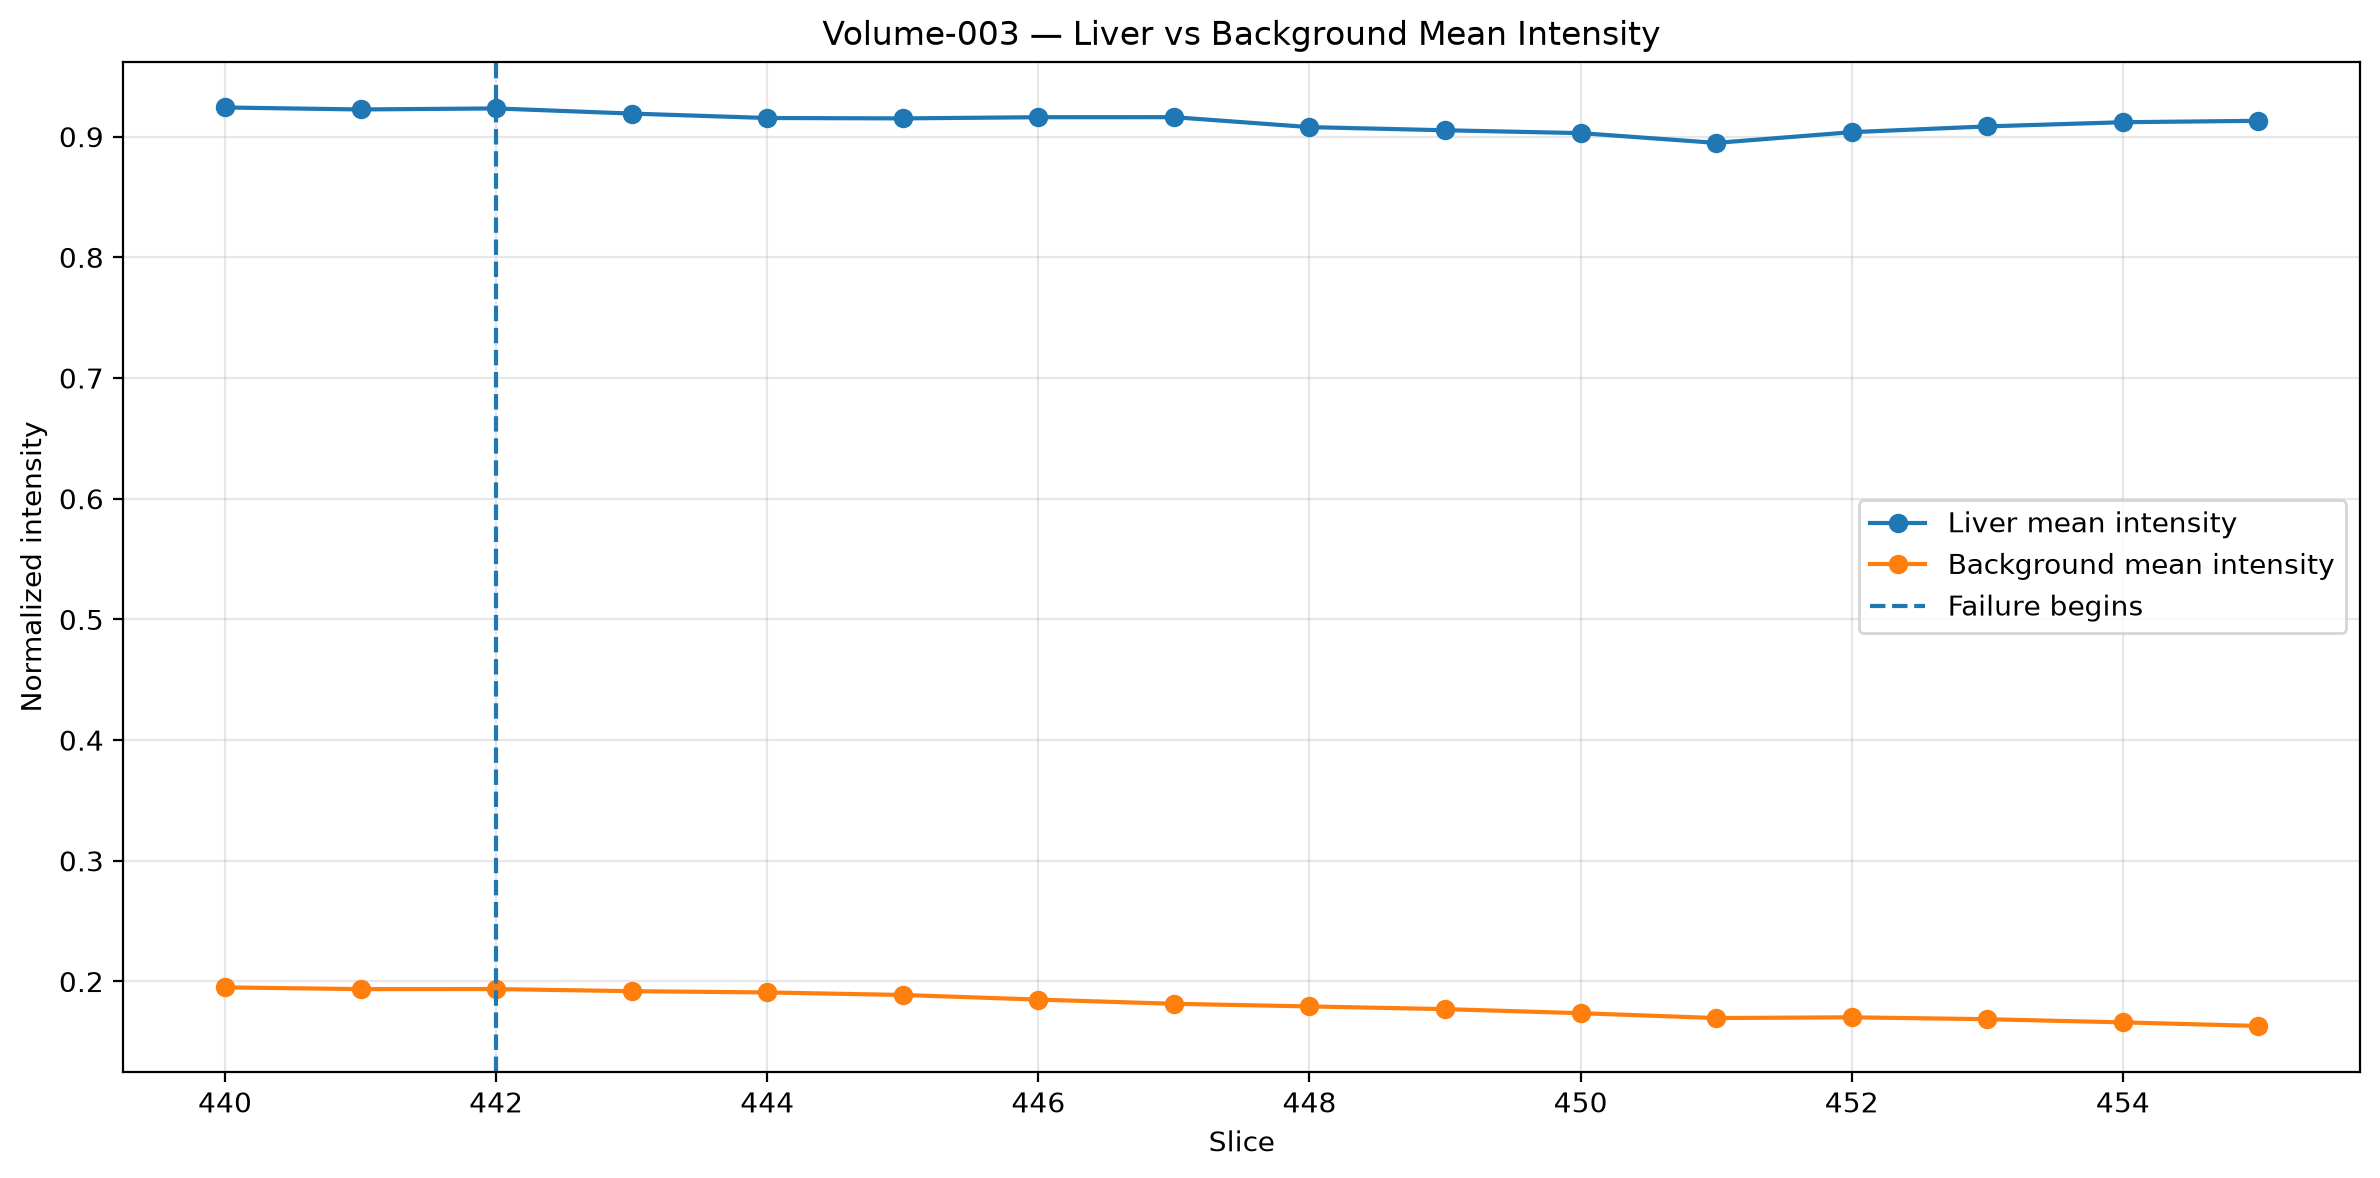 Volume-003 — Liver vs Background Mean Intensity
Normalized intensity
0.9
0.8
0.7
0.6
0.5
0.4
0.3
0.2
Liver mean intensity
Background mean intensity
Failure begins
440 442 444 446 448 450 452 454
Slice